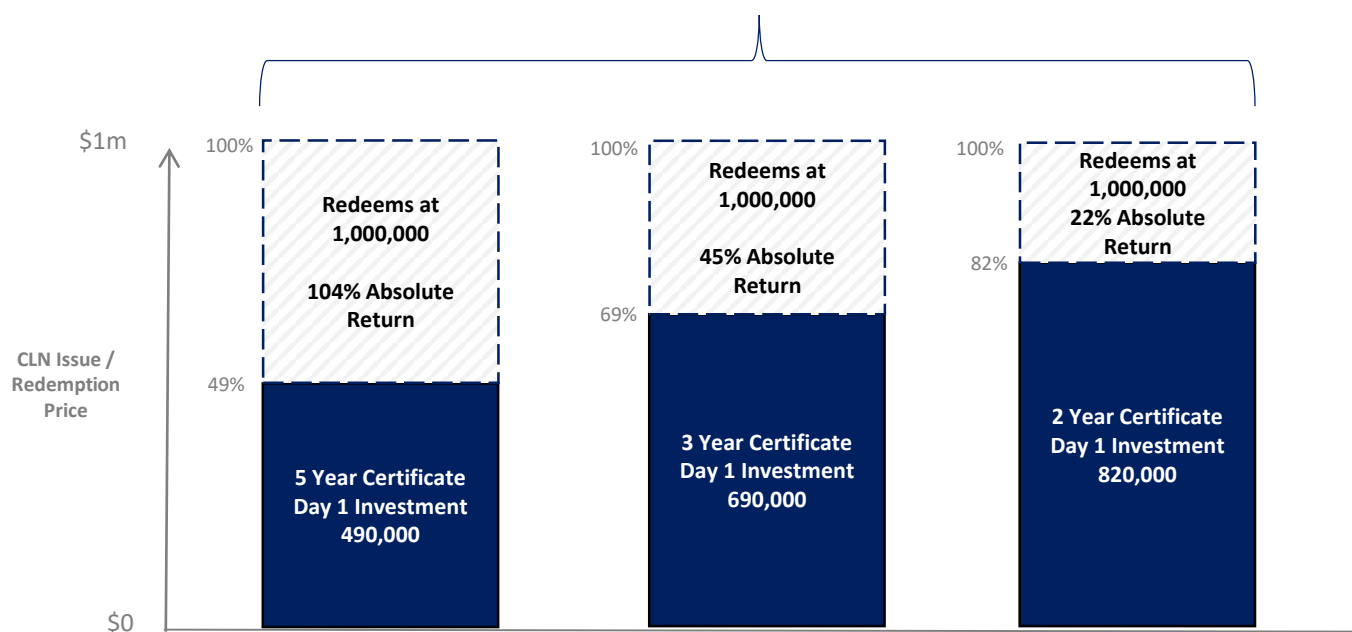 $1m
CLN Issue /
Redemption
Price
$0
100%
Redeems at
1,000,000
104% Absolute
Return
49%
5 Year Certificate
Day 1 Investment
490,000
100%
Redeems at
1,000,000
45% Absolute
Return
69%
3 Year Certificate
Day 1 Investment
690,000
100%
Redeems at
1,000,000
22% Absolute
Return
82%
2 Year Certificate
Day 1 Investment
820,000